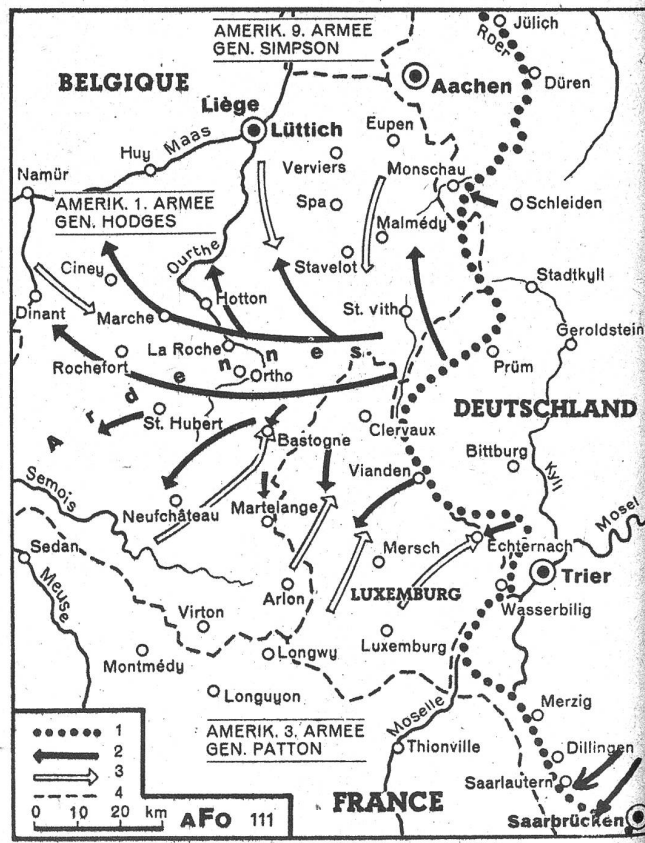 AMERIK. 9. ARMEE
GEN. SIMPSON
Jülich
Roer
BELGIQUE
Aachen
Düren
Liège
Lüttich
Eupen
Maas
Huy
Verviers
Monschau
Namür
AMERIK. 1. ARMEE
GEN. HODGES
Spa
Schleiden
Malmédy
Ourthe
Stavelot
Ciney
Stadtkyll
Hotton
St. vith
Dinant
Marche
Geroldstein
La Roche
Rochefort
Ortho
Prüm
Ardennes
DEUTSCHLAND
St. Hubert
Bastogne
Clervaux
Bittburg
Vianden
Kyll
Semois
Neufchâteau
Martelange
Mosel
Sedan
Mersch
Echternach
Trier
Meuse
Arlon
LUXEMBURG
Wasserbilig
Virton
Luxemburg
Montmédy
Longwy
Longuyon
Moselle
Merzig
AMERIK. 3. ARMEE
GEN. PATTON
Thionville
Dillingen
Saarlautern
FRANCE
Saarbrücken
1
2
3
4
0 10 20 km
AFO 111